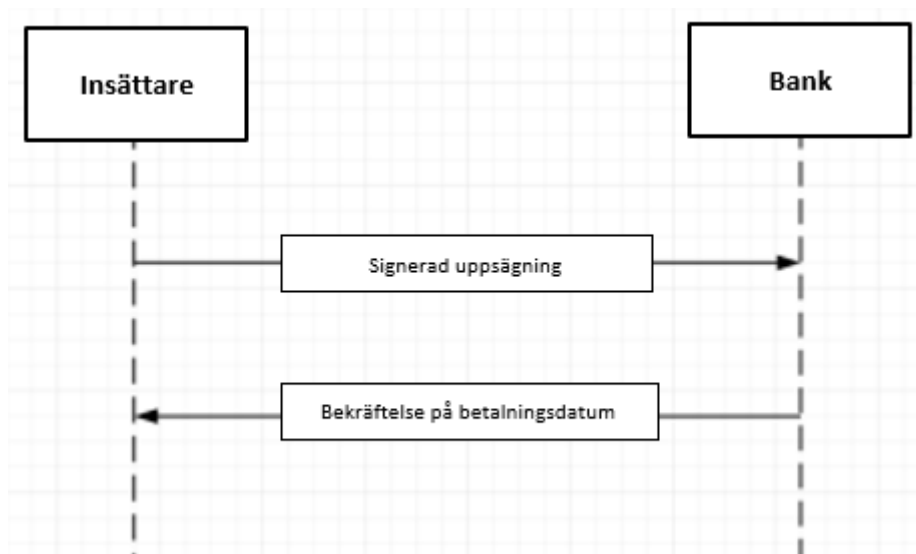 Insättare
Bank
Signerad uppsägning
Bekräftelse på betalningsdatum